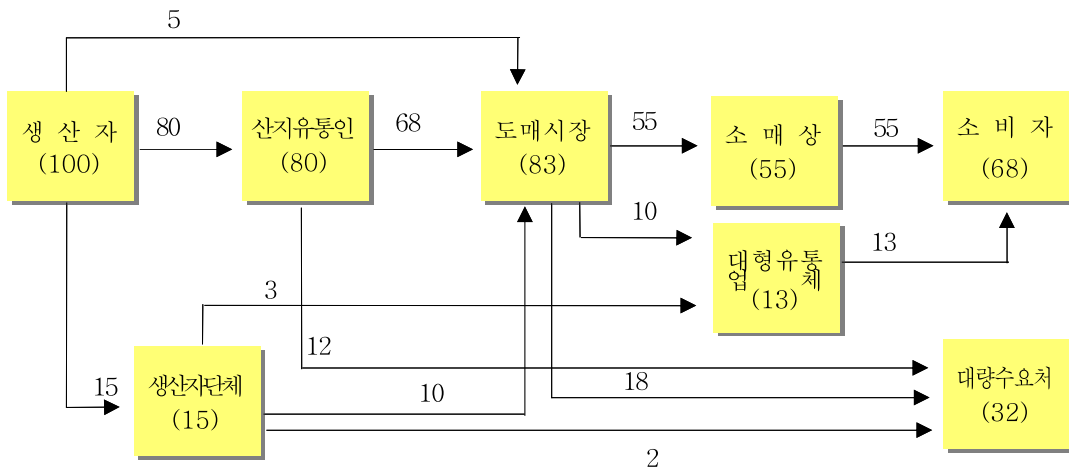 5
생 산 자
(100)
80
산지유통인
(80)
68
도매시장
(83)
55
소 매 상
(55)
55
소 비 자
(68)
10
대형유통
업 체
(13)
13
3
12
15
생산자단체
(15)
10
18
대량수요처
(32)
2